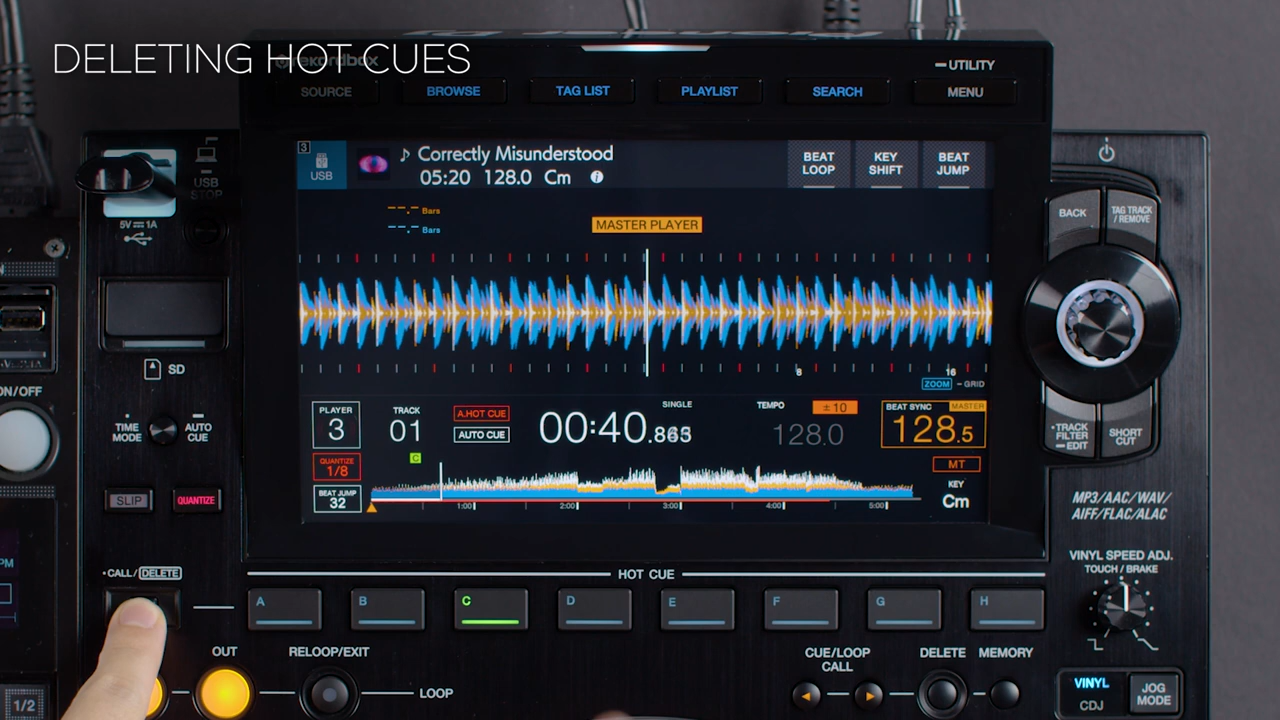 DELETING HOT CUES
rekordbox
UTILITY
SOURCE
BROWSE
TAG LIST
PLAYLIST
SEARCH
MENU
3
USB
♪ Correctly Misunderstood
05:20 128.0 Cm
BEAT LOOP
KEY SHIFT
BEAT JUMP
USB STOP
5V 1A
--.- Bars
--.- Bars
MASTER PLAYER
BACK
TAG TRACK / REMOVE
8
16
ZOOM - GRID
SD
ON/OFF
TIME MODE
AUTO CUE
PLAYER 3
TRACK 01
A.HOT CUE
AUTO CUE
00:40
SINGLE
TEMPO
±10
128.0
BEAT SYNC
MASTER
128.5
QUANTIZE
1/8
C
MT
KEY
Cm
BEAT JUMP
32
1:00
2:00
3:00
4:00
5:00
TRACK FILTER
EDIT
SHORT CUT
SLIP
QUANTIZE
MP3/AAC/WAV/
AIFF/FLAC/ALAC
VINYL SPEED ADJ.
TOUCH / BRAKE
CALL/DELETE
HOT CUE
A
B
C
D
E
F
G
H
OUT
RELOOP/EXIT
LOOP
CUE/LOOP
CALL
DELETE
MEMORY
VINYL
CDJ
JOG MODE
1/2